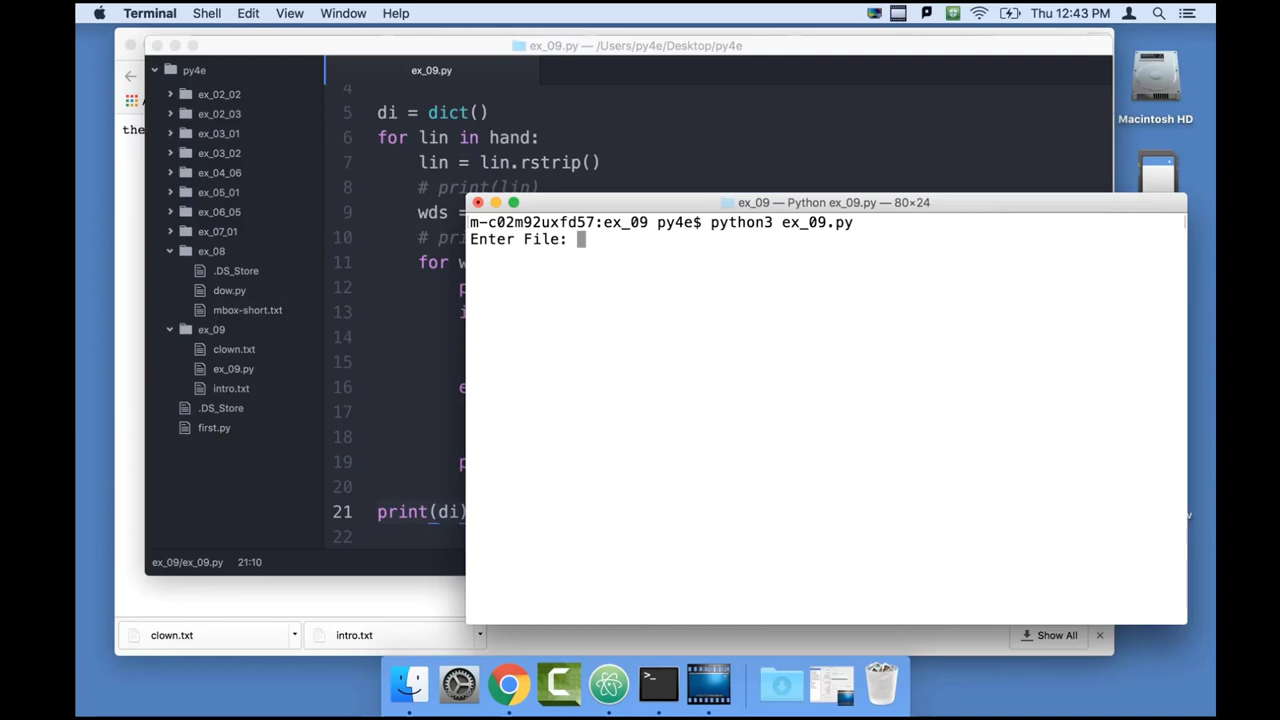 Terminal Shell Edit View Window Help
Thu 12:43 PM
ex_09.py — /Users/py4e/Desktop/py4e
py4e
ex_02_02
ex_02_03
ex_03_01
ex_03_02
ex_04_06
ex_05_01
ex_06_05
ex_07_01
ex_08
.DS_Store
dow.py
mbox-short.txt
ex_09
clown.txt
ex_09.py
intro.txt
.DS_Store
first.py
ex_09/ex_09.py 21:10
ex_09.py
4
5 di = dict()
6 for lin in hand:
7 lin = lin.rstrip()
8 # print(lin)
9 wds =
10 # pr
11 for w
12 p
13 i
14
15
16 e
17
18
19 p
20
21 print(di)
22
the
ex_09 — Python ex_09.py — 80×24
m-c02m92uxfd57:ex_09 py4e$ python3 ex_09.py
Enter File:
Macintosh HD
clown.txt
intro.txt
Show All